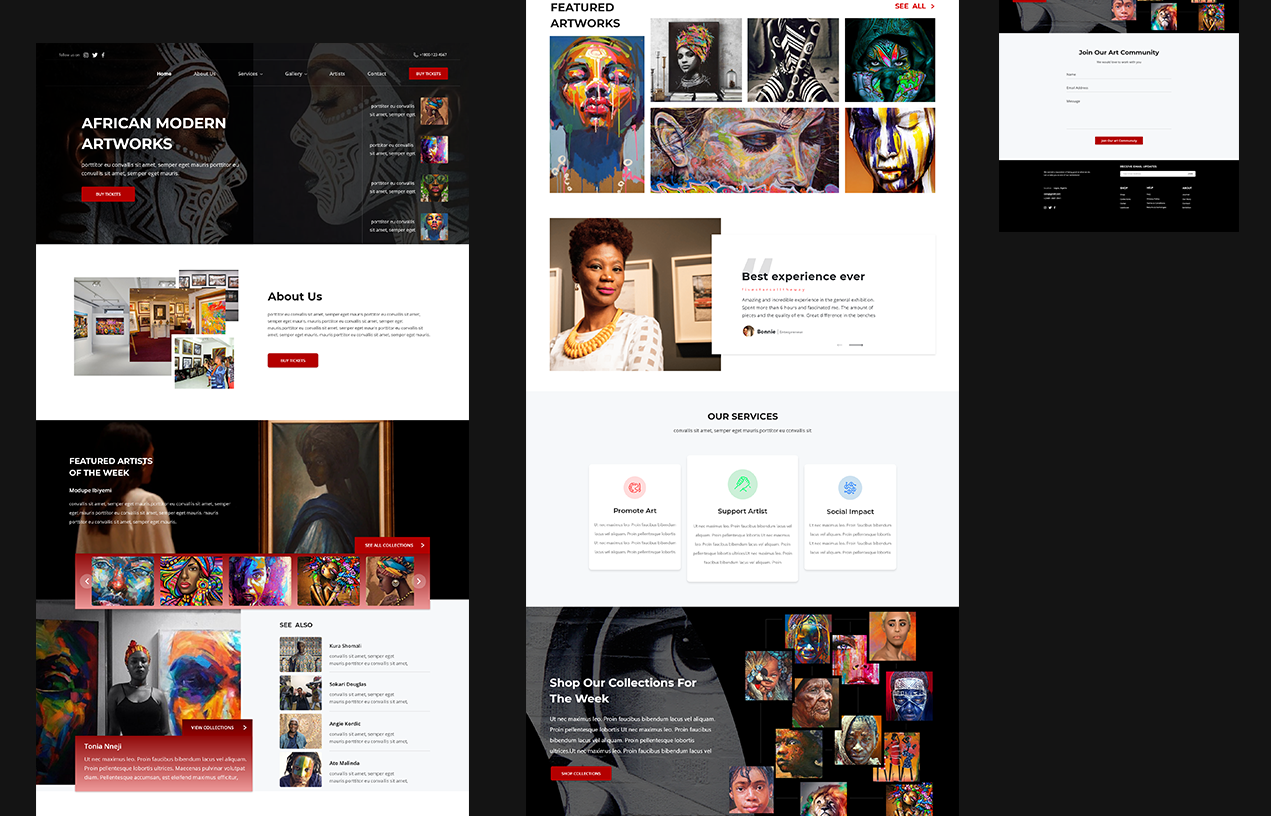 follow us on:
+1800 123 4567
Home
About Us
Services
Gallery
Artists
Contact
BUY TICKETS
AFRICAN MODERN
ARTWORKS
porttitor eu convallis sit amet, semper eget mauris porttitor eu
convallis sit amet, semper eget mauris.
BUY TICKETS
porttitor eu convallis
sit amet, semper eget
porttitor eu convallis
sit amet, semper eget
porttitor eu convallis
sit amet, semper eget
porttitor eu convallis
sit amet, semper eget
About Us
porttitor eu convallis sit amet, semper eget mauris porttitor eu convallis sit amet,
semper eget mauris. mauris porttitor eu convallis sit amet, semper eget
mauris.porttitor eu convallis sit amet, semper eget mauris porttitor eu convallis sit
amet, semper eget mauris. mauris porttitor eu convallis sit amet, semper eget mauris.
BUY TICKETS
FEATURED ARTISTS
OF THE WEEK
Modupe Ibiyemi
convallis sit amet, semper eget mauris.porttitor eu convallis sit amet, semper eget
mauris porttitor eu convallis sit amet, semper eget mauris. mauris
porttitor eu convallis sit amet, semper eget mauris.
SEE ALL COLLECTIONS
SEE ALSO
Kura Shomali
convallis sit amet, semper eget
mauris porttitor eu convallis sit amet,
Sokari Douglas
convallis sit amet, semper eget
mauris porttitor eu convallis sit amet,
Angie Kordic
convallis sit amet, semper eget
mauris porttitor eu convallis sit amet,
Ato Malinda
convallis sit amet, semper eget
mauris porttitor eu convallis sit amet,
VIEW COLLECTIONS
Tonia Nneji
Ut nec maximus leo. Proin faucibus bibendum lacus vel aliquam.
Proin pellentesque lobortis ultrices. Maecenas pulvinar volutpat
diam. Pellentesque accumsan, est eleifend maximus efficitur,
FEATURED
ARTWORKS
SEE ALL
Best experience ever
Amazing and incredible experience in the general exhibition.
Spent more than 6 hours and fascinated me. The amount of
pieces and the quality of em. Great difference in the benches
Bonnie | Entrepreneur
OUR SERVICES
convallis sit amet, semper eget mauris.porttitor eu convallis sit
Promote Art
Ut nec maximus leo. Proin faucibus bibendum
lacus vel aliquam. Proin pellentesque lobortis
lacus vel aliquam. Proin pellentesque lobortis
Support Artist
Ut nec maximus leo. Proin faucibus bibendum lacus vel
aliquam. Proin pellentesque lobortis. Proin
pellentesque lobortis ultrices.Ut nec maximus leo. Proin
faucibus bibendum lacus vel aliquam. Proin
Social Impact
Ut nec maximus leo. Proin faucibus bibendum
lacus vel aliquam. Proin pellentesque lobortis
Ut nec maximus leo. Proin faucibus bibendum
lacus vel aliquam. Proin pellentesque lobortis
Shop Our Collections For
The Week
Ut nec maximus leo. Proin faucibus bibendum lacus vel aliquam.
Proin pellentesque lobortis ultrices. Ut nec maximus leo. Proin faucibus
bibendum lacus vel aliquam. Proin pellentesque lobortis
ultrices.Ut nec maximus leo. Proin faucibus bibendum lacus vel
SHOP COLLECTIONS
Join Our Art Community
We would love to work with you
Name
Email Address
Message
Join Our art Community
RECEIVE EMAIL UPDATES
SHOP
HELP
ABOUT